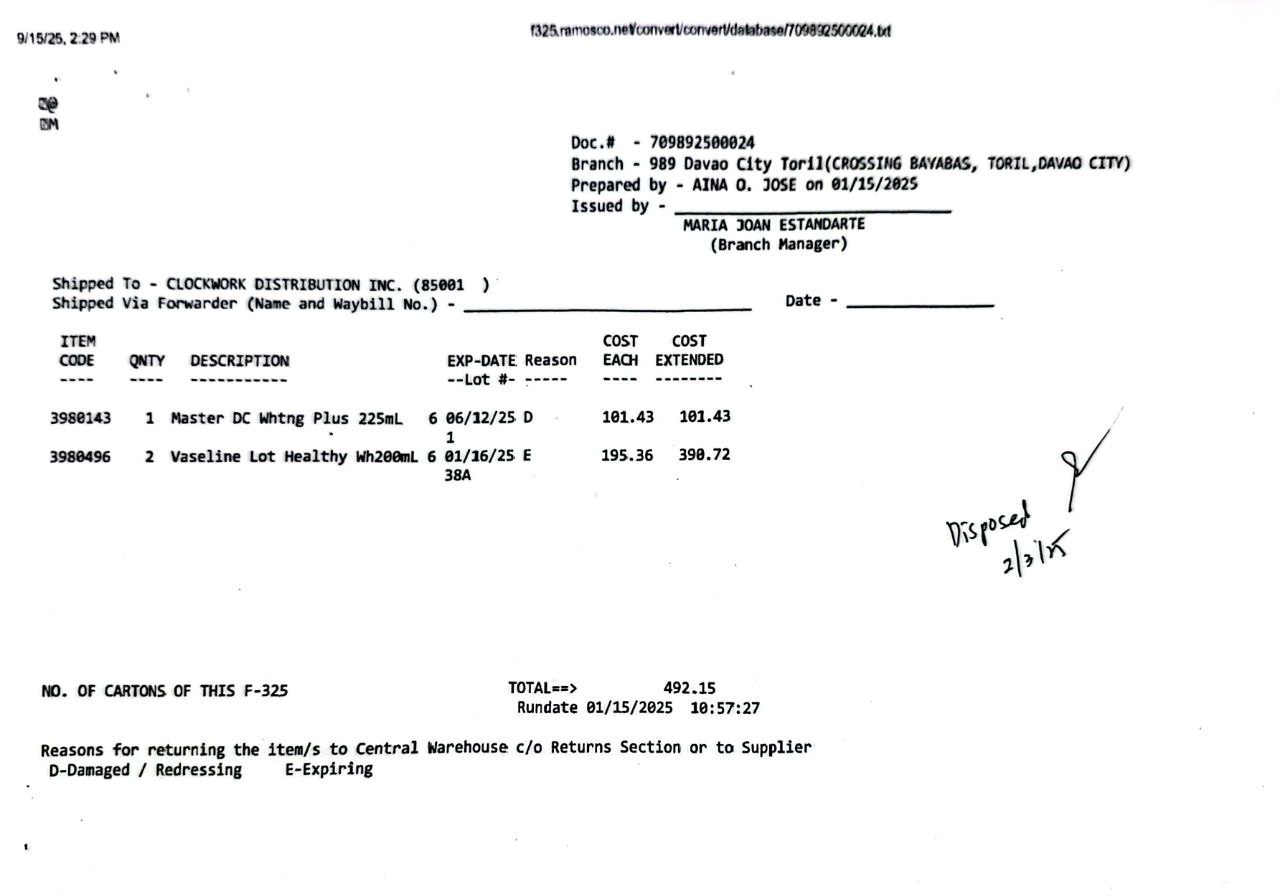 9/15/25, 2:29 PM
f325.ramosco.net/convert/convert/database/709892500024.txt
@
M
Doc.# - 709892500024
Branch - 989 Davao City Toril(CROSSING BAYABAS, TORIL,DAVAO CITY)
Prepared by - AINA O. JOSE on 01/15/2025
Issued by - 
MARIA JOAN ESTANDARTE
(Branch Manager)
Shipped To - CLOCKWORK DISTRIBUTION INC. (85001 )
Shipped Via Forwarder (Name and Waybill No.) - Date -
ITEM COST COST
CODE QNTY DESCRIPTION EXP-DATE Reason EACH EXTENDED
---- ---- ----------- --Lot #- ----- ---- --------
3980143 1 Master DC Whtng Plus 225mL 6 06/12/25 D 101.43 101.43
1
3980496 2 Vaseline Lot Healthy Wh200mL 6 01/16/25 E 195.36 390.72
38A
Disposed
2/3/25
NO. OF CARTONS OF THIS F-325 TOTAL==> 492.15
Rundate 01/15/2025 10:57:27
Reasons for returning the item/s to Central Warehouse c/o Returns Section or to Supplier
D-Damaged / Redressing E-Expiring